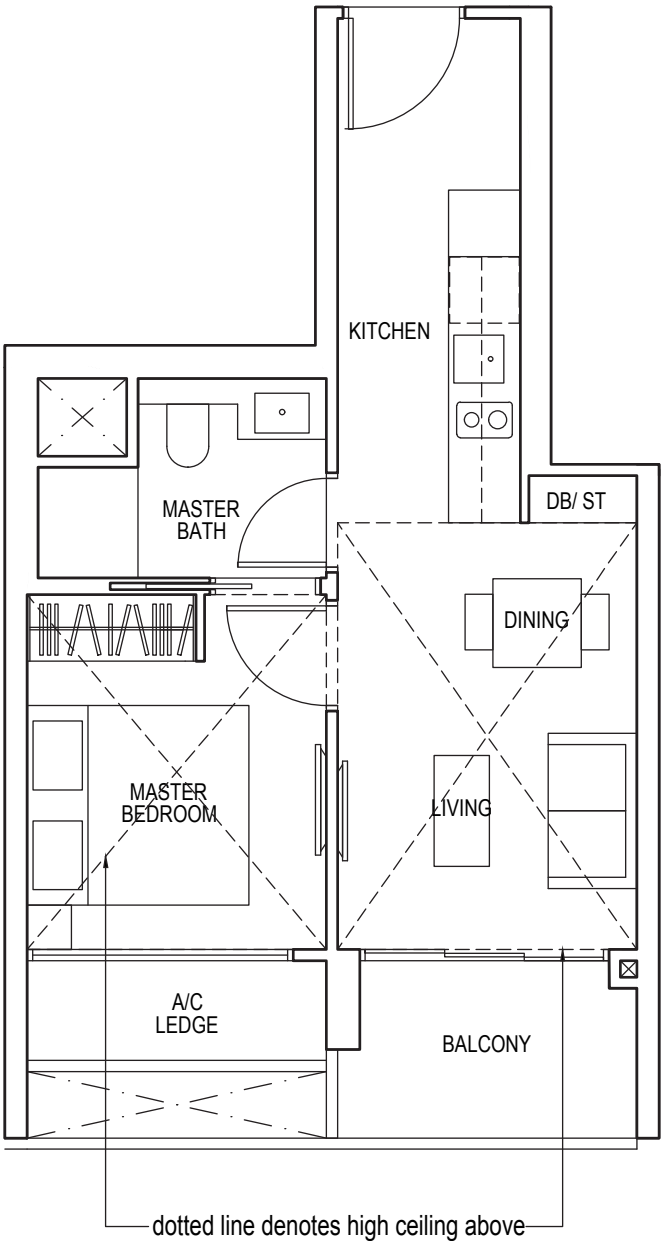 KITCHEN
DB/ ST
MASTER
BATH
DINING
MASTER
BEDROOM
LIVING
A/C
LEDGE
BALCONY
dotted line denotes high ceiling above